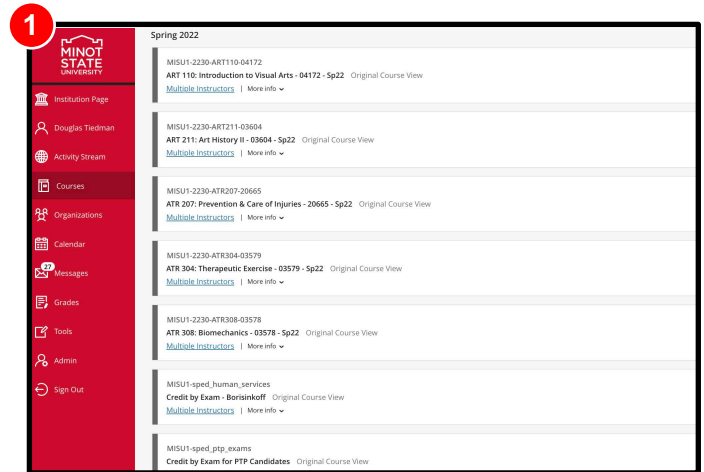 1
MINOT
STATE
UNIVERSITY
Institution Page
Douglas Tiedman
Activity Stream
Courses
Organizations
Calendar
27
Messages
Grades
Tools
Admin
Sign Out
Spring 2022
MISU1-2230-ART110-04172
ART 110: Introduction to Visual Arts - 04172 - Sp22 Original Course View
Multiple Instructors | More info
MISU1-2230-ART211-03604
ART 211: Art History II - 03604 - Sp22 Original Course View
Multiple Instructors | More info
MISU1-2230-ATR207-20665
ATR 207: Prevention & Care of Injuries - 20665 - Sp22 Original Course View
Multiple Instructors | More info
MISU1-2230-ATR304-03579
ATR 304: Therapeutic Exercise - 03579 - Sp22 Original Course View
Multiple Instructors | More info
MISU1-2230-ATR308-03578
ATR 308: Biomechanics - 03578 - Sp22 Original Course View
Multiple Instructors | More info
MISU1-sped_human_services
Credit by Exam - Borisinkoff Original Course View
Multiple Instructors | More info
MISU1-sped_ptp_exams
Credit by Exam for PTP Candidates Original Course View